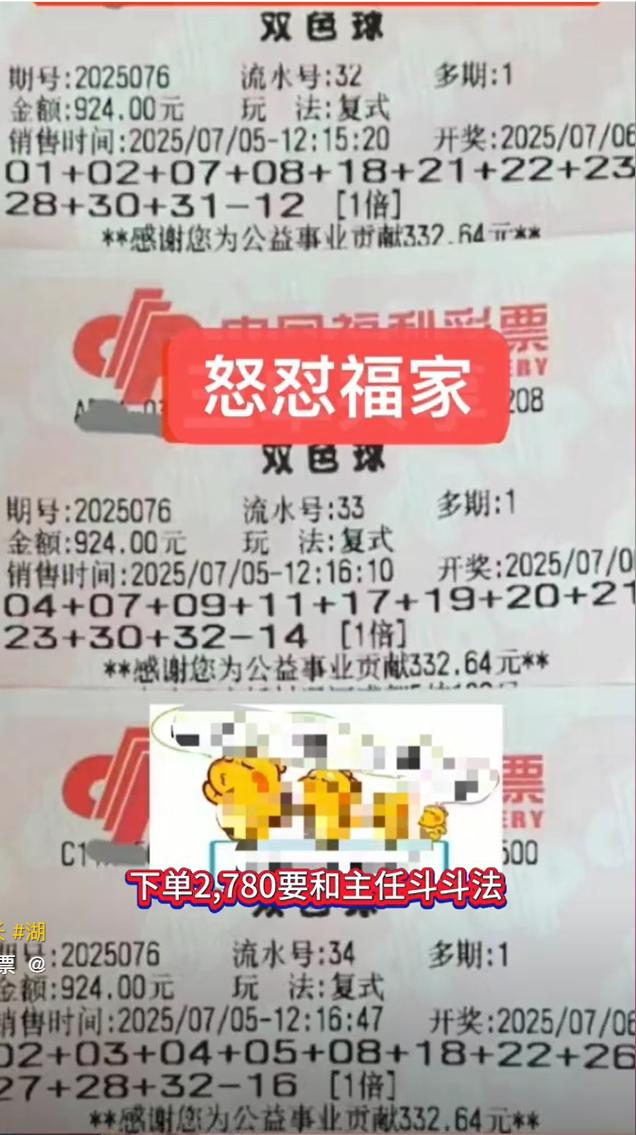 双色球
期号:2025076 流水号:32 多期:1
金额:924.00元 玩 法:复式
销售时间:2025/07/05-12:15:20 开奖:2025/07/06
01+02+07+08+18+21+22+23
28+30+31-12 [1倍]
**感谢您为公益事业贡献332.64元**
中国福利彩票
怒怼福家
208
双色球
期号:2025076 流水号:33 多期:1
金额:924.00元 玩 法:复式
销售时间:2025/07/05-12:16:10 开奖:2025/07/0
04+07+09+11+17+19+20+21
23+30+32-14 [1倍]
**感谢您为公益事业贡献332.64元**
票
ERY
C1
500
下单2,780要和主任斗斗法
双色球
#湖
期号:2025076 流水号:34 多期:1
票 @
金额:924.00元 玩 法:复式
销售时间:2025/07/05-12:16:47 开奖:2025/07/06
02+03+04+05+08+18+22+26
27+28+32-16 [1倍]
**感谢您为公益事业贡献332.64元**